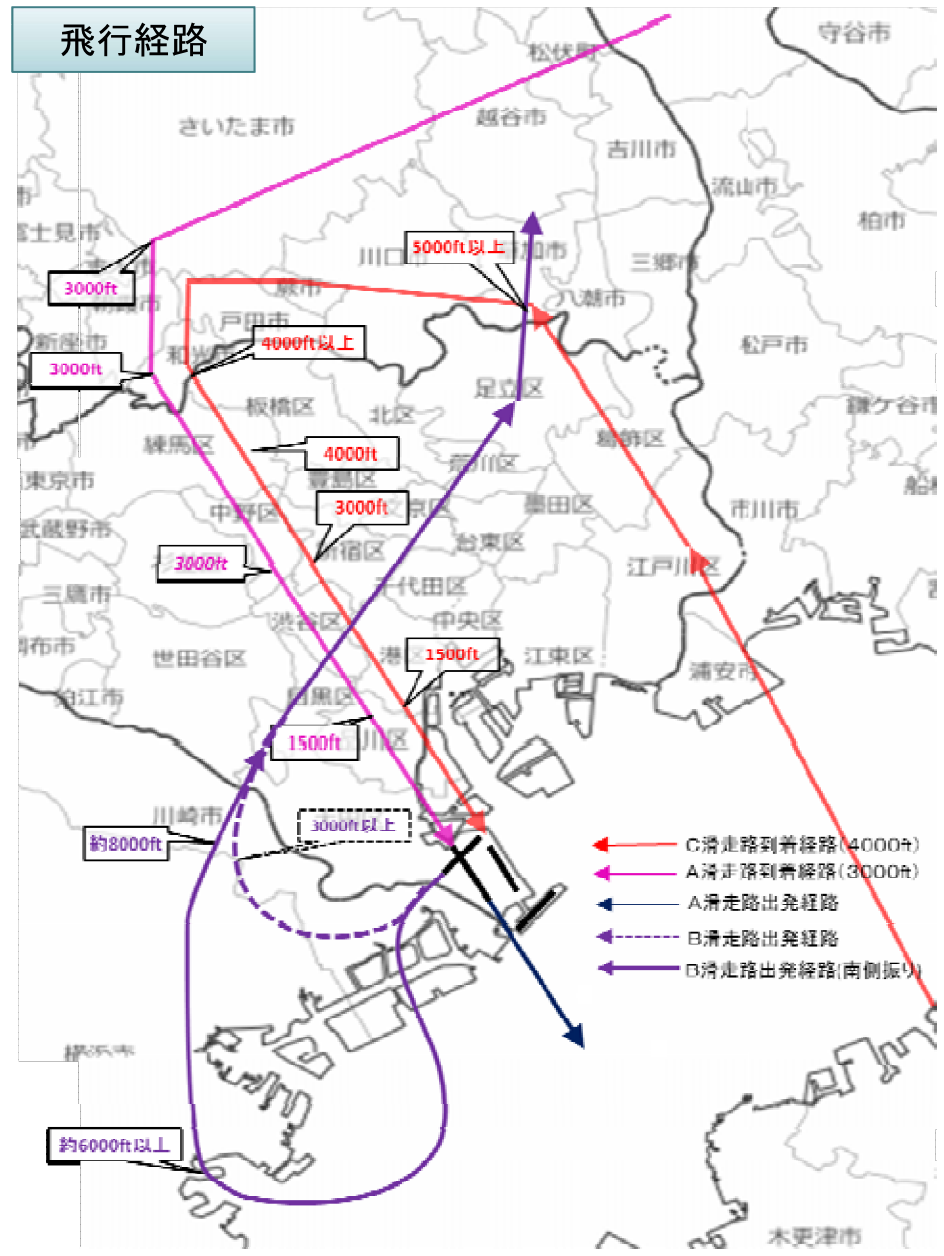 飛行経路
守谷市
松伏町
越谷市
さいたま市
吉川市
流山市
柏市
富士見市
川口市
5000ft以上
三郷市
3000ft
蕨市
八潮市
戸田市
新座市
4000ft以上
松戸市
3000ft
足立区
板橋区
北区
鎌ケ谷市
練馬区
葛飾区
4000ft
荒川区
東京市
豊島区
3000ft
墨田区
市川市
中野区
武蔵野市
新宿区
台東区
3000ft
江戸川区
千代田区
三鷹市
渋谷区
中央区
1500ft
江東区
世田谷区
浦安市
狛江市
目黒区
1500ft
品川区
川崎市
3000ft以上
約8000ft
C滑走路到着経路(4000ft)
A滑走路到着経路(3000ft)
A滑走路出発経路
B滑走路出発経路
B滑走路出発経路(南側振り)
横浜市
約6000ft以上
木更津市